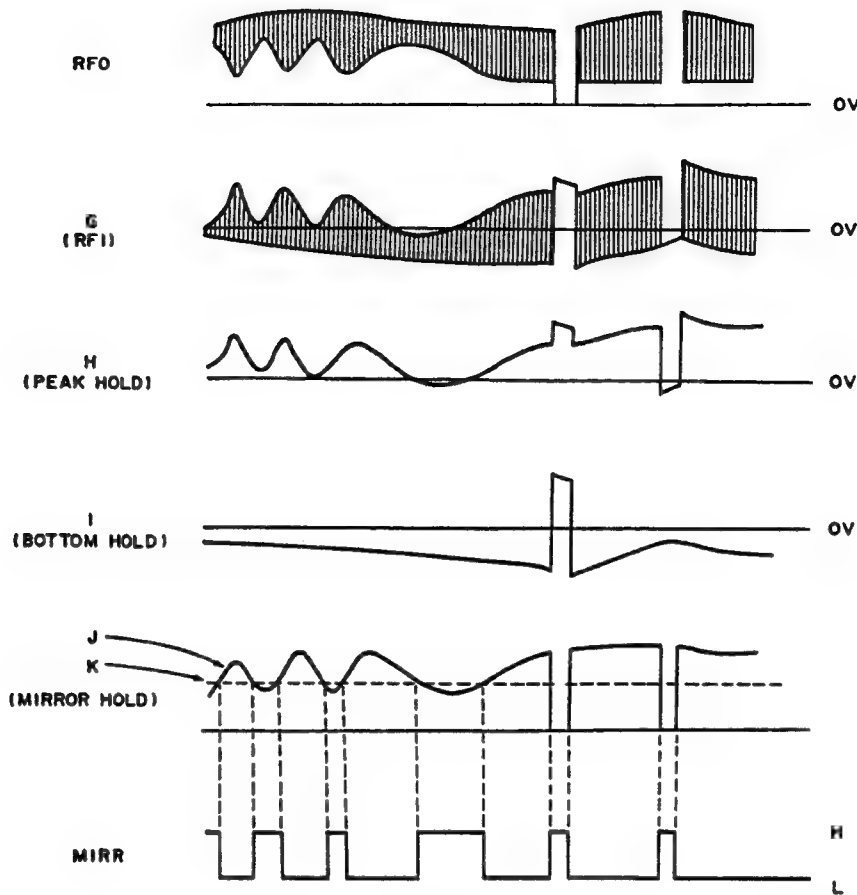 RFO
OV
G
(RFI)
OV
H
(PEAK HOLD)
OV
I
(BOTTOM HOLD)
OV
J
K
(MIRROR HOLD)
MIRR
H
L